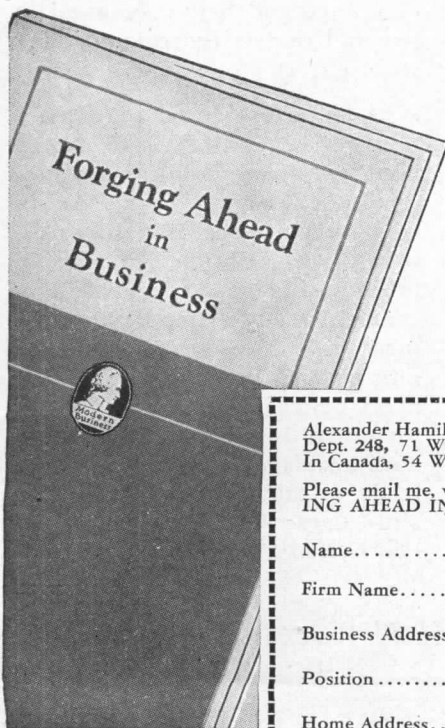 Forging Ahead
in
Business
Modern
Business
Alexander Hamil
Dept. 248, 71 W
In Canada, 54 W
Please mail me, w
ING AHEAD IN
Name..........
Firm Name.....
Business Address
Position ........
Home Address..